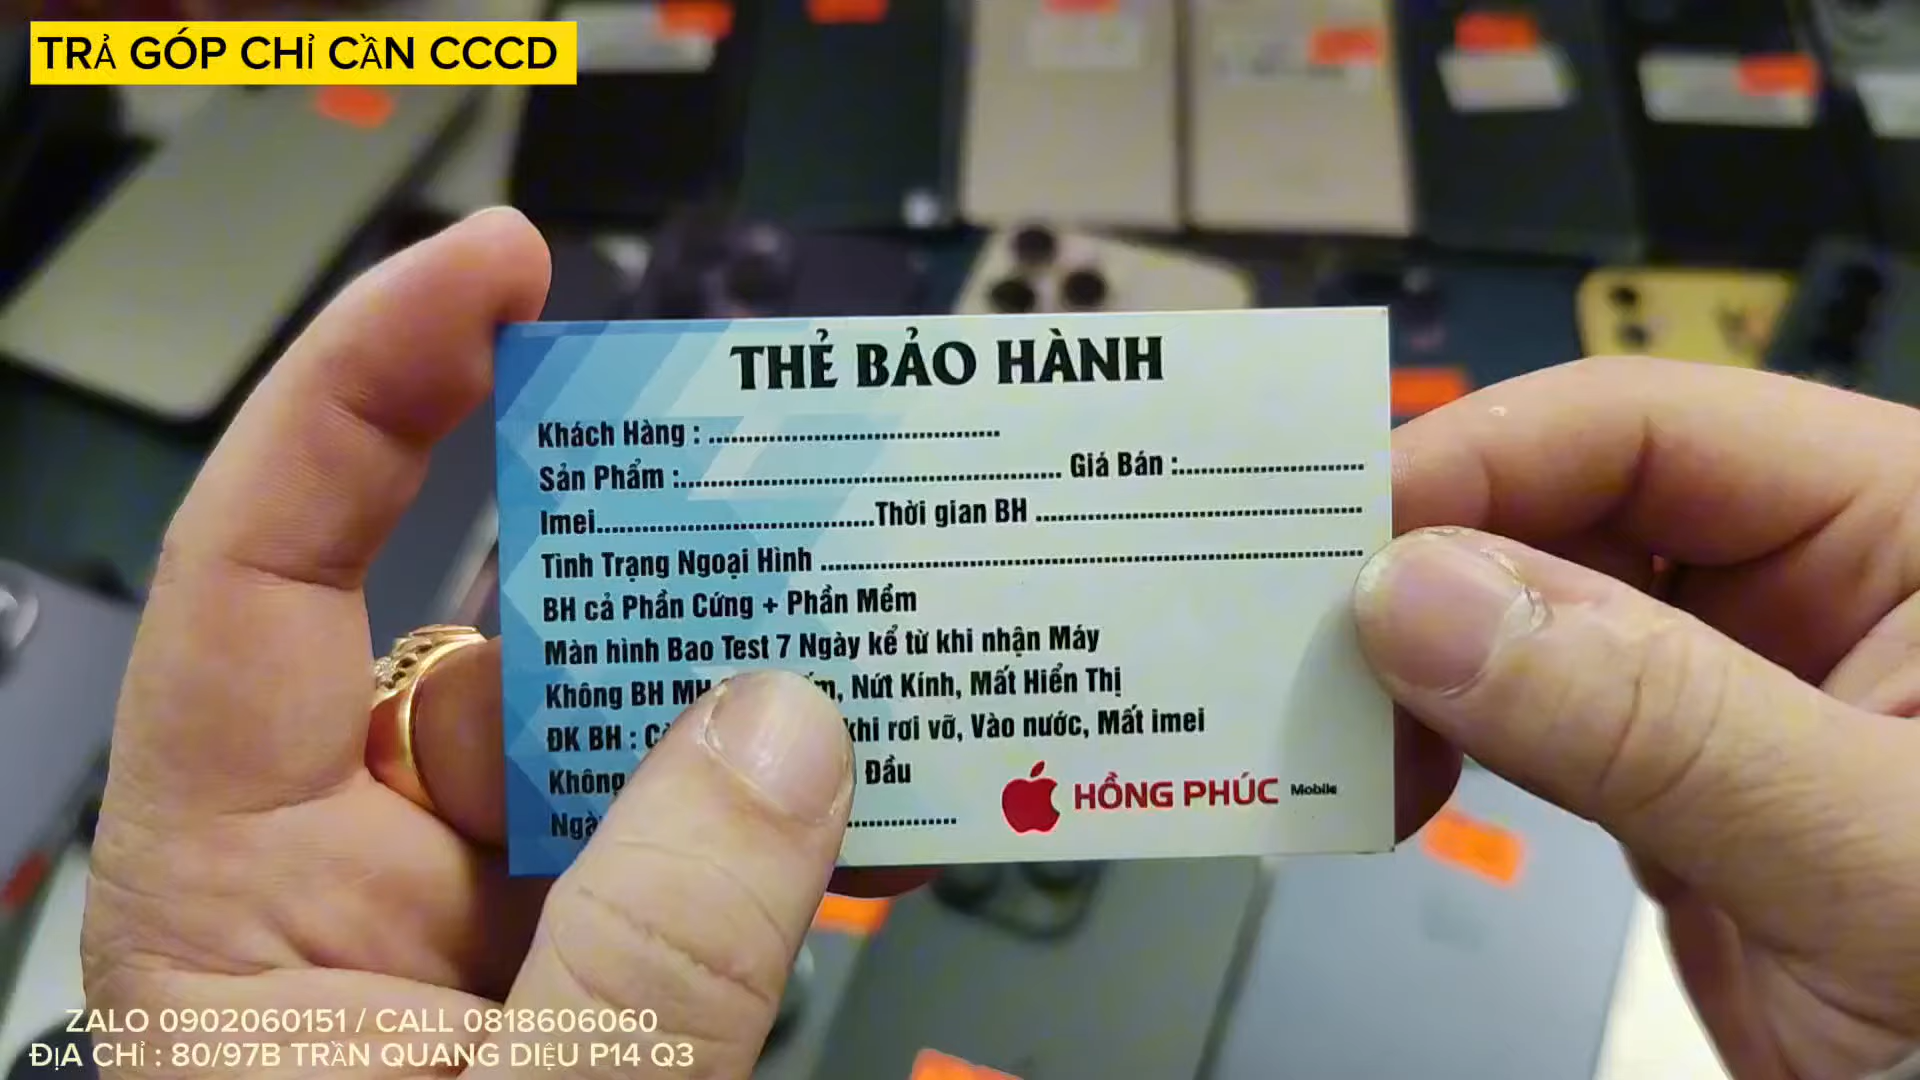 TRẢ GÓP CHỈ CẦN CCCD
THẺ BẢO HÀNH
Khách Hàng : ........................................
Sản Phẩm :.................................................... Giá Bán :.........................
Imei......................................Thời gian BH .............................................
Tình Trạng Ngoại Hình ..........................................................................
BH cả Phần Cứng + Phần Mềm
Màn hình Bao Test 7 Ngày kể từ khi nhận Máy
Không BH MH Nứt Kính, Mất Hiển Thị
ĐK BH : khi rơi vỡ, Vào nước, Mất imei
Không Đầu
...............
HỒNG PHÚC Mobile
ZALO 0902060151 / CALL 0818606060
ĐỊA CHỈ : 80/97B TRẦN QUANG DIỆU P14 Q3